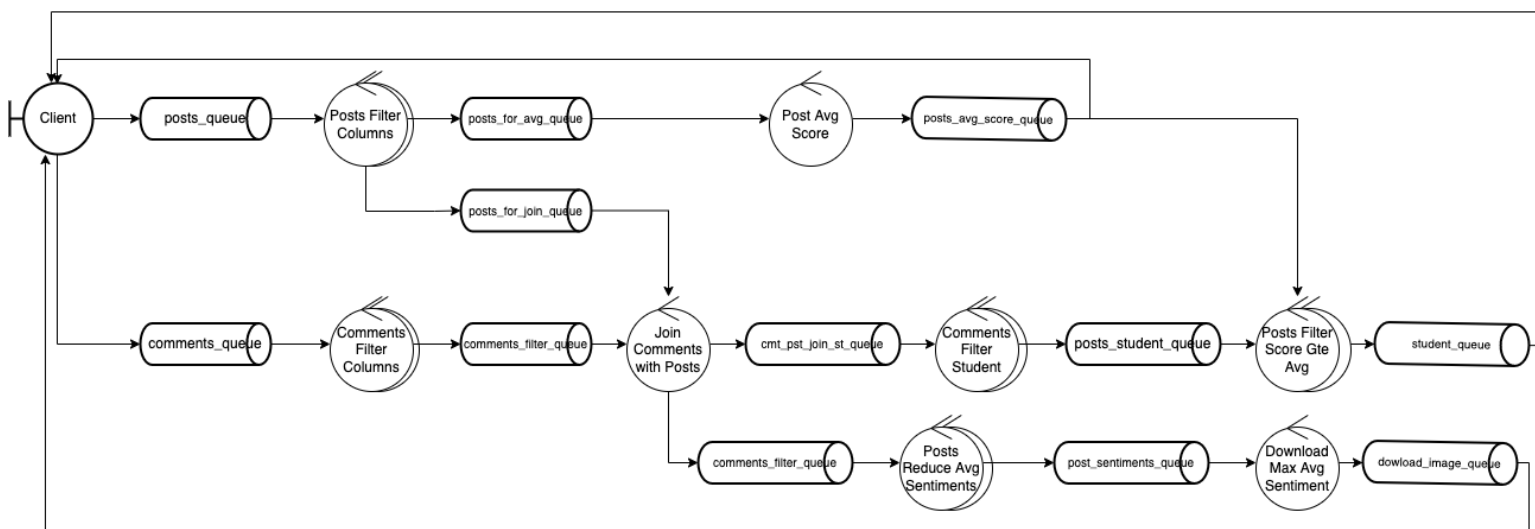 Client
posts_queue
Posts Filter
Columns
posts_for_avg_queue
Post Avg
Score
posts_avg_score_queue
posts_for_join_queue
comments_queue
Comments
Filter
Columns
comments_filter_queue
Join
Comments
with Posts
cmt_pst_join_st_queue
Comments
Filter
Student
posts_student_queue
Posts Filter
Score Gte
Avg
student_queue
comments_filter_queue
Posts
Reduce Avg
Sentiments
post_sentiments_queue
Download
Max Avg
Sentiment
dowload_image_queue